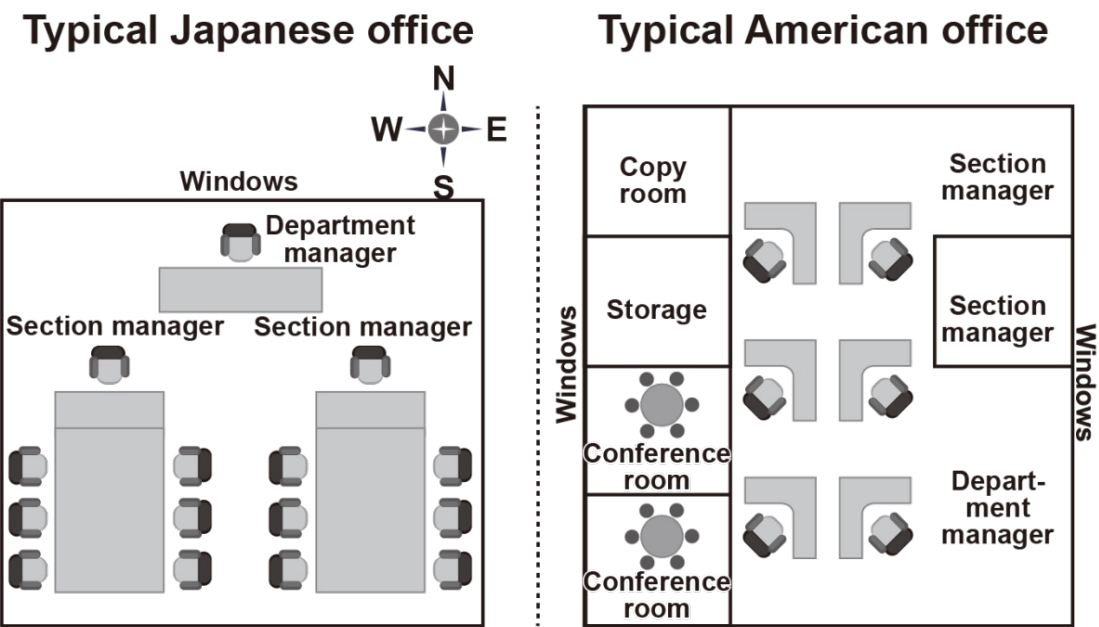 Typical Japanese office
N
W
E
S
Windows
Department
manager
Section manager
Section manager
Typical American office
Copy
room
Section
manager
Storage
Section
manager
Windows
Windows
Conference
room
Depart-
ment
manager
Conference
room